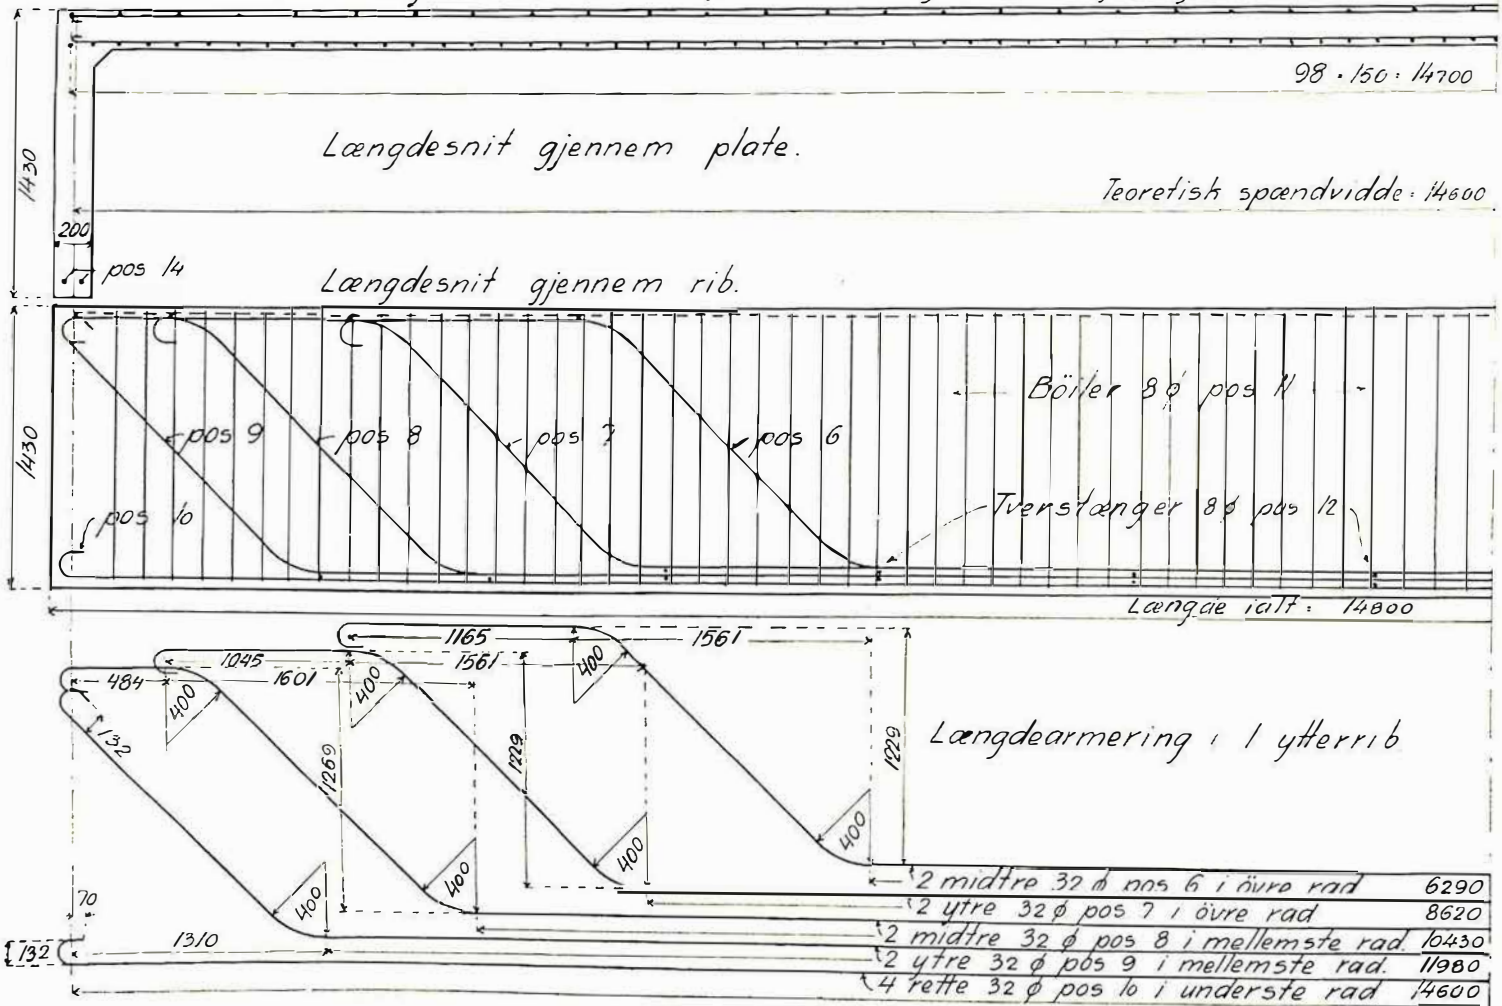 98 · 150 = 14700
Længdesnit gjennem plate.
1430
Teoretisk spændvidde = 14600
200
pos 14
Længdesnit gjennem rib.
Böiler 8 ϕ pos 11
pos 9
pos 8
pos 7
pos 6
1430
pos 10
Tverstænger 8 ϕ pos 12
Længde ialt = 14800
1165
1561
1045
1561
484
1601
400
400
400
132
1269
1229
1229
Længdearmering i 1 ytterrib
400
400
400
400
2 midtre 32 ϕ pos 6 i övre rad 6290
70
2 ytre 32 ϕ pos 7 i övre rad 8620
1310
2 midtre 32 ϕ pos 8 i mellemste rad. 10430
132
2 ytre 32 ϕ pos 9 i mellemste rad. 11980
4 rette 32 ϕ pos 10 i underste rad 14600